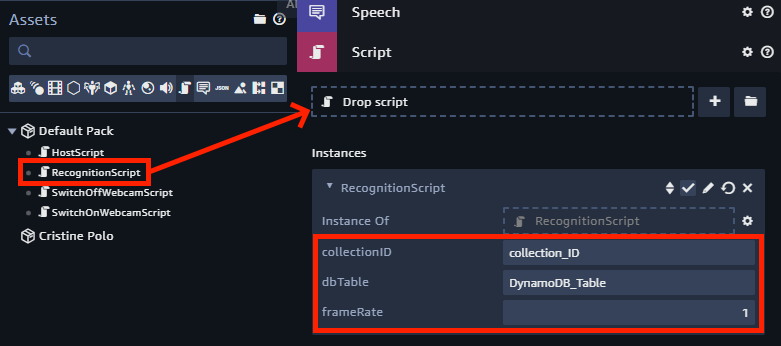 Assets
Speech
Script
JSON
Drop script
Default Pack
HostScript
RecognitionScript
SwitchOffWebcamScript
SwitchOnWebcamScript
Cristine Polo
Instances
RecognitionScript
Instance Of
RecognitionScript
collectionID
collection_ID
dbTable
DynamoDB_Table
frameRate
1